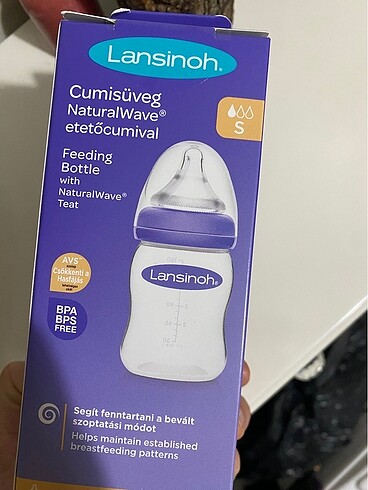 Lansinoh®
Cumisüveg
NaturalWave®
etetőcumival
S
Feeding
Bottle
with
NaturalWave®
Teat
AVS™
Csökkenti a
Hasfájás
BPA
BPS
FREE
Lansinoh®
Segít fenntartani a bevált
szoptatási módot
Helps maintain established
breastfeeding patterns